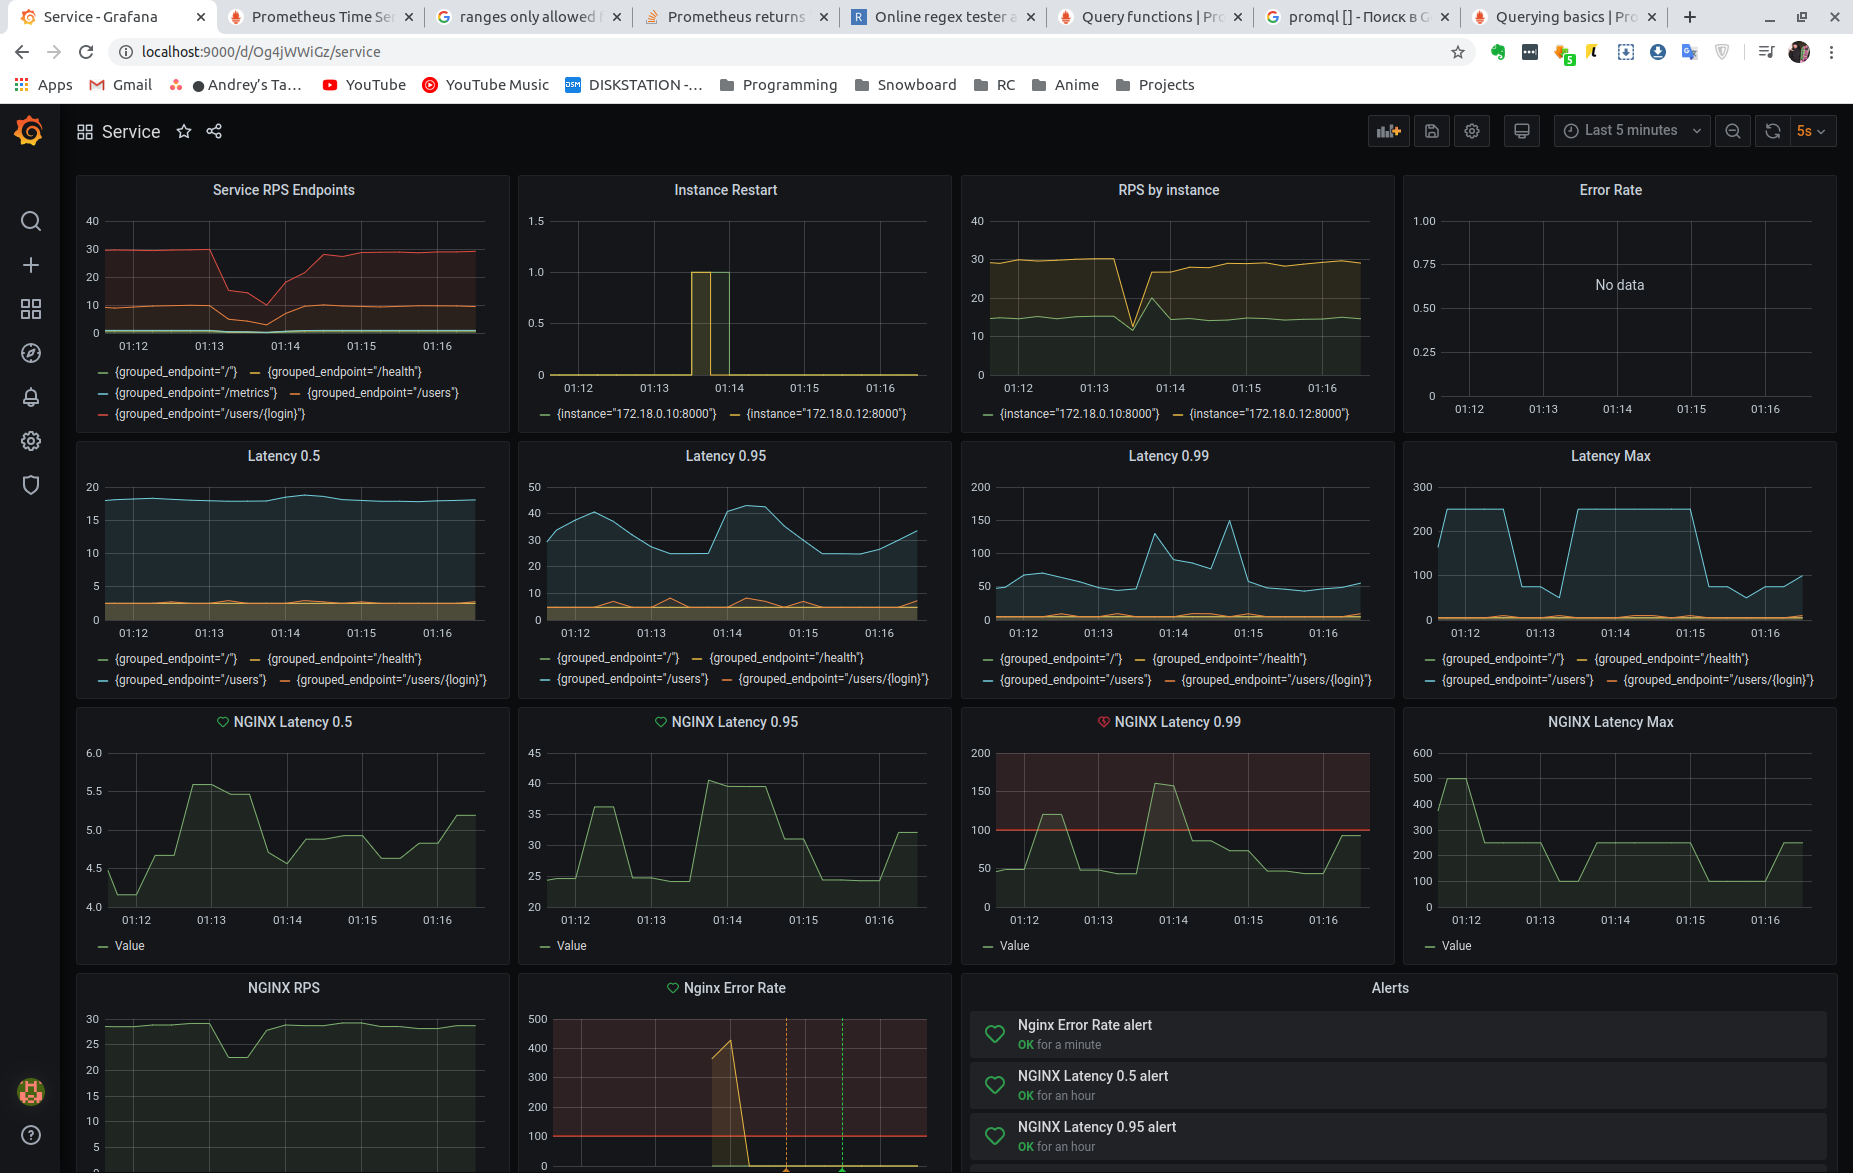 Service - Grafana
Prometheus Time Se
ranges only allowed
Prometheus returns
Online regex tester a
Query functions | Pro
promql [] - Поиск в G
Querying basics | Pro
localhost:9000/d/Og4jWWiGz/service
5
Apps
Gmail
Andrey’s Ta…
YouTube
YouTube Music
DSM
DISKSTATION -…
Programming
Snowboard
RC
Anime
Projects
Service
Last 5 minutes
5s
Service RPS Endpoints
40
30
20
10
0
01:12 01:13 01:14 01:15 01:16
{grouped_endpoint="/"} {grouped_endpoint="/health"}
{grouped_endpoint="/metrics"} {grouped_endpoint="/users"}
{grouped_endpoint="/users/{login}"}
Instance Restart
1.5
1.0
0.5
0
01:12 01:13 01:14 01:15 01:16
{instance="172.18.0.10:8000"} {instance="172.18.0.12:8000"}
RPS by instance
40
30
20
10
0
01:12 01:13 01:14 01:15 01:16
{instance="172.18.0.10:8000"} {instance="172.18.0.12:8000"}
Error Rate
1.00
0.75
0.50
0.25
0
No data
01:12 01:13 01:14 01:15 01:16
Latency 0.5
20
15
10
5
0
01:12 01:13 01:14 01:15 01:16
{grouped_endpoint="/"} {grouped_endpoint="/health"}
{grouped_endpoint="/users"} {grouped_endpoint="/users/{login}"}
Latency 0.95
50
40
30
20
10
0
01:12 01:13 01:14 01:15 01:16
{grouped_endpoint="/"} {grouped_endpoint="/health"}
{grouped_endpoint="/users"} {grouped_endpoint="/users/{login}"}
Latency 0.99
200
150
100
50
0
01:12 01:13 01:14 01:15 01:16
{grouped_endpoint="/"} {grouped_endpoint="/health"}
{grouped_endpoint="/users"} {grouped_endpoint="/users/{login}"}
Latency Max
300
200
100
0
01:12 01:13 01:14 01:15 01:16
{grouped_endpoint="/"} {grouped_endpoint="/health"}
{grouped_endpoint="/users"} {grouped_endpoint="/users/{login}"}
NGINX Latency 0.5
6.0
5.5
5.0
4.5
4.0
01:12 01:13 01:14 01:15 01:16
Value
NGINX Latency 0.95
45
40
35
30
25
20
01:12 01:13 01:14 01:15 01:16
Value
NGINX Latency 0.99
200
150
100
50
0
01:12 01:13 01:14 01:15 01:16
Value
NGINX Latency Max
600
500
400
300
200
100
0
01:12 01:13 01:14 01:15 01:16
Value
NGINX RPS
30
25
20
15
10
5
0
Nginx Error Rate
500
400
300
200
100
0
Alerts
Nginx Error Rate alert
OK for a minute
NGINX Latency 0.5 alert
OK for an hour
NGINX Latency 0.95 alert
OK for an hour